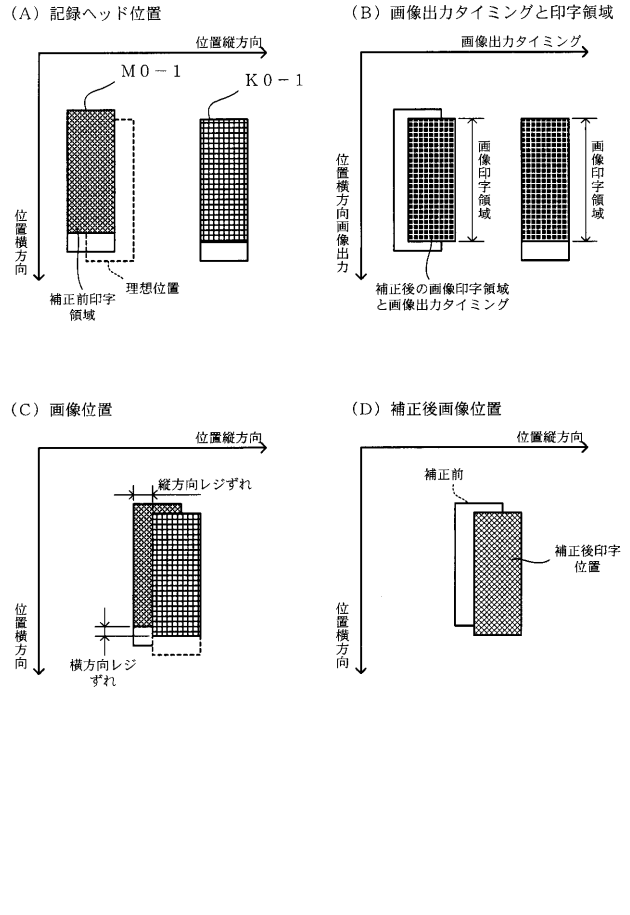 (A) 記録ヘッド位置
位置縦方向
M0-1
K0-1
位置横方向
補正前印字
領域
理想位置
(B) 画像出力タイミングと印字領域
画像出力タイミング
位置横方向画像出力
画像印字領域
画像印字領域
補正後の画像印字領域
と画像出力タイミング
(C) 画像位置
位置縦方向
縦方向レジずれ
位置横方向
横方向レジ
ずれ
(D) 補正後画像位置
位置縦方向
補正前
補正後印字
位置
位置横方向